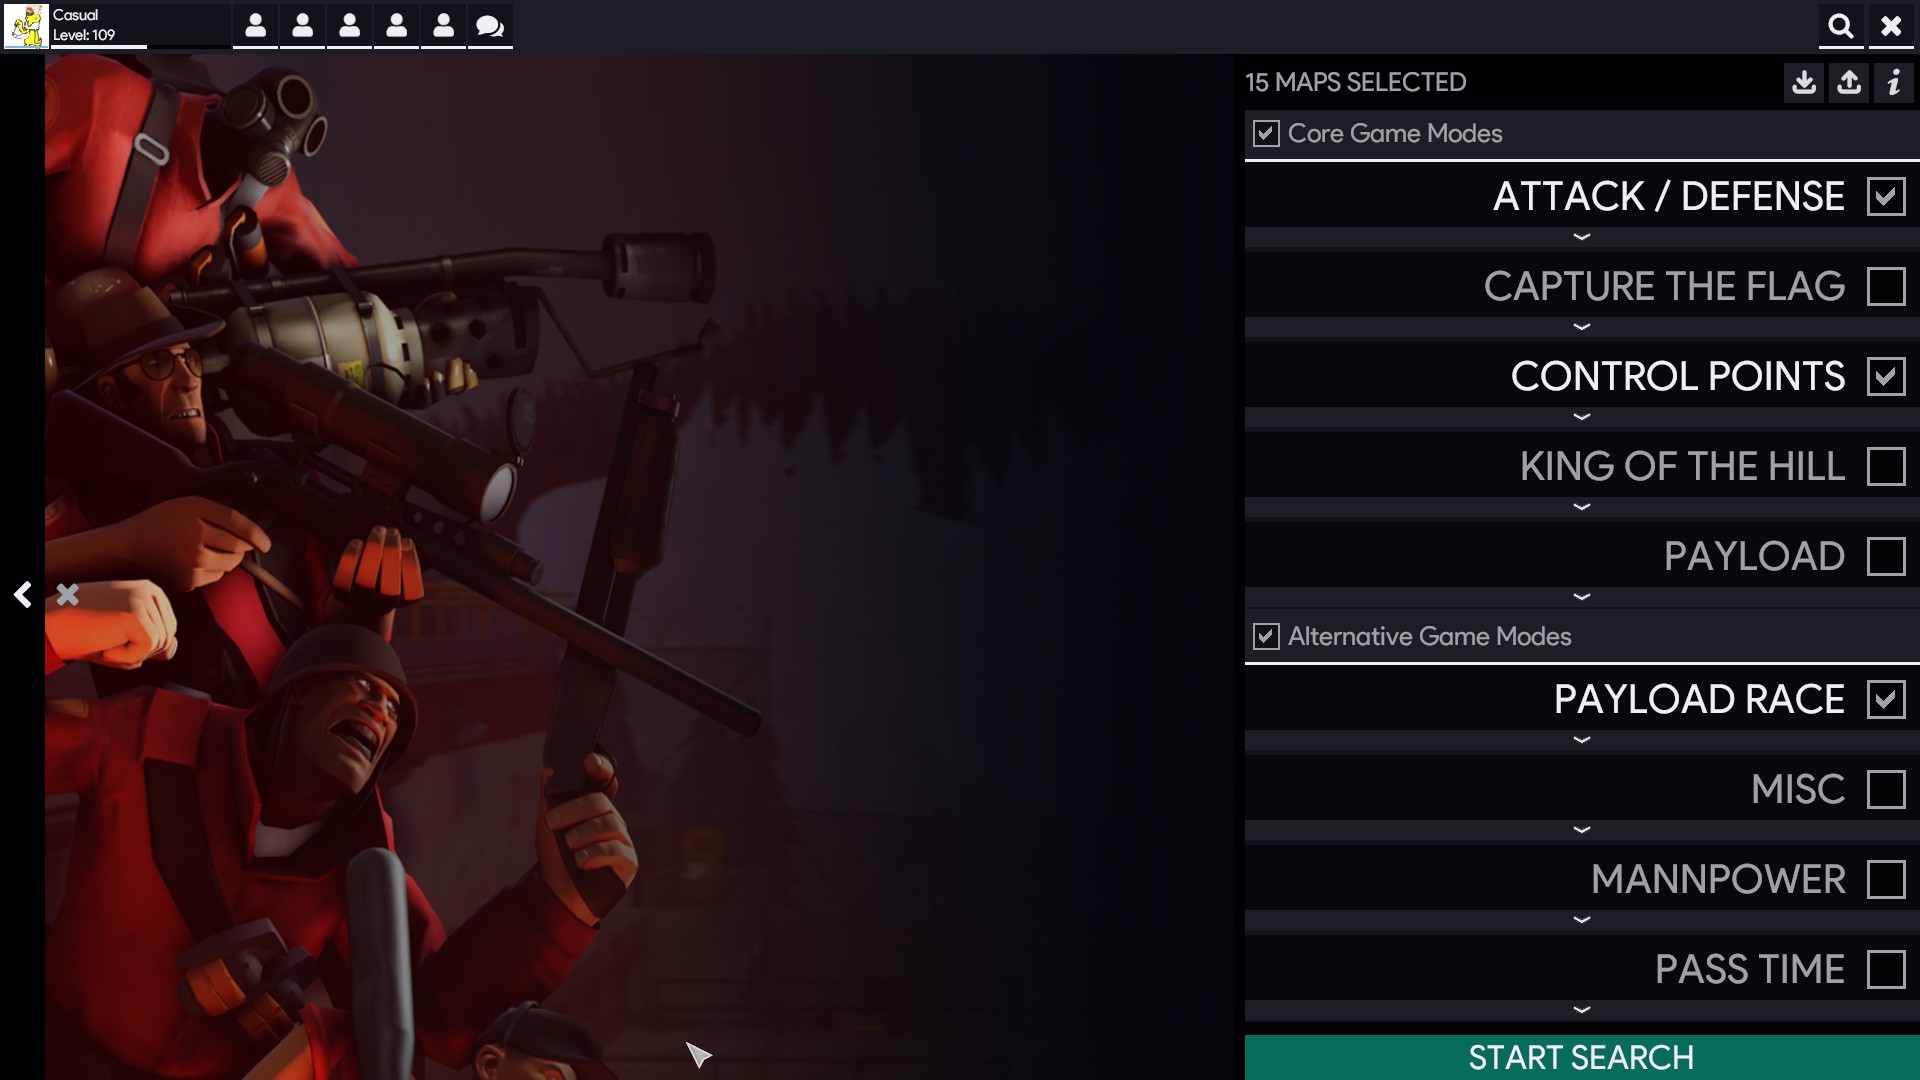 Casual
Level: 109
15 MAPS SELECTED
Core Game Modes
ATTACK / DEFENSE
CAPTURE THE FLAG
CONTROL POINTS
KING OF THE HILL
PAYLOAD
Alternative Game Modes
PAYLOAD RACE
MISC
MANNPOWER
PASS TIME
START SEARCH